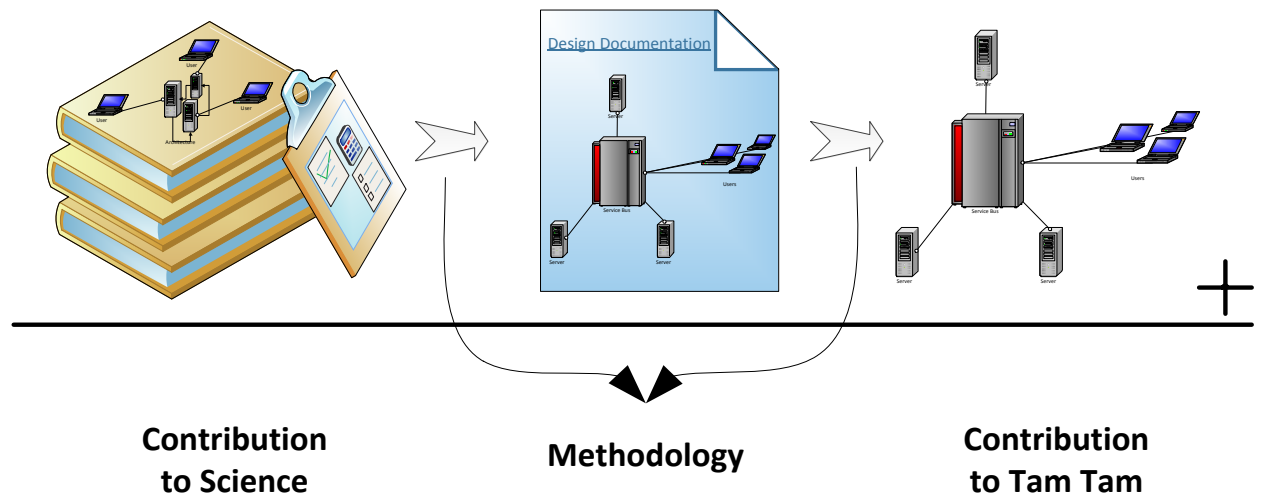 User
User
User
Architecture
Design Documentation
Server
Service Bus
Users
Server
Server
Server
Service Bus
Users
Server
Server
Contribution
to Science
Methodology
Contribution
to Tam Tam